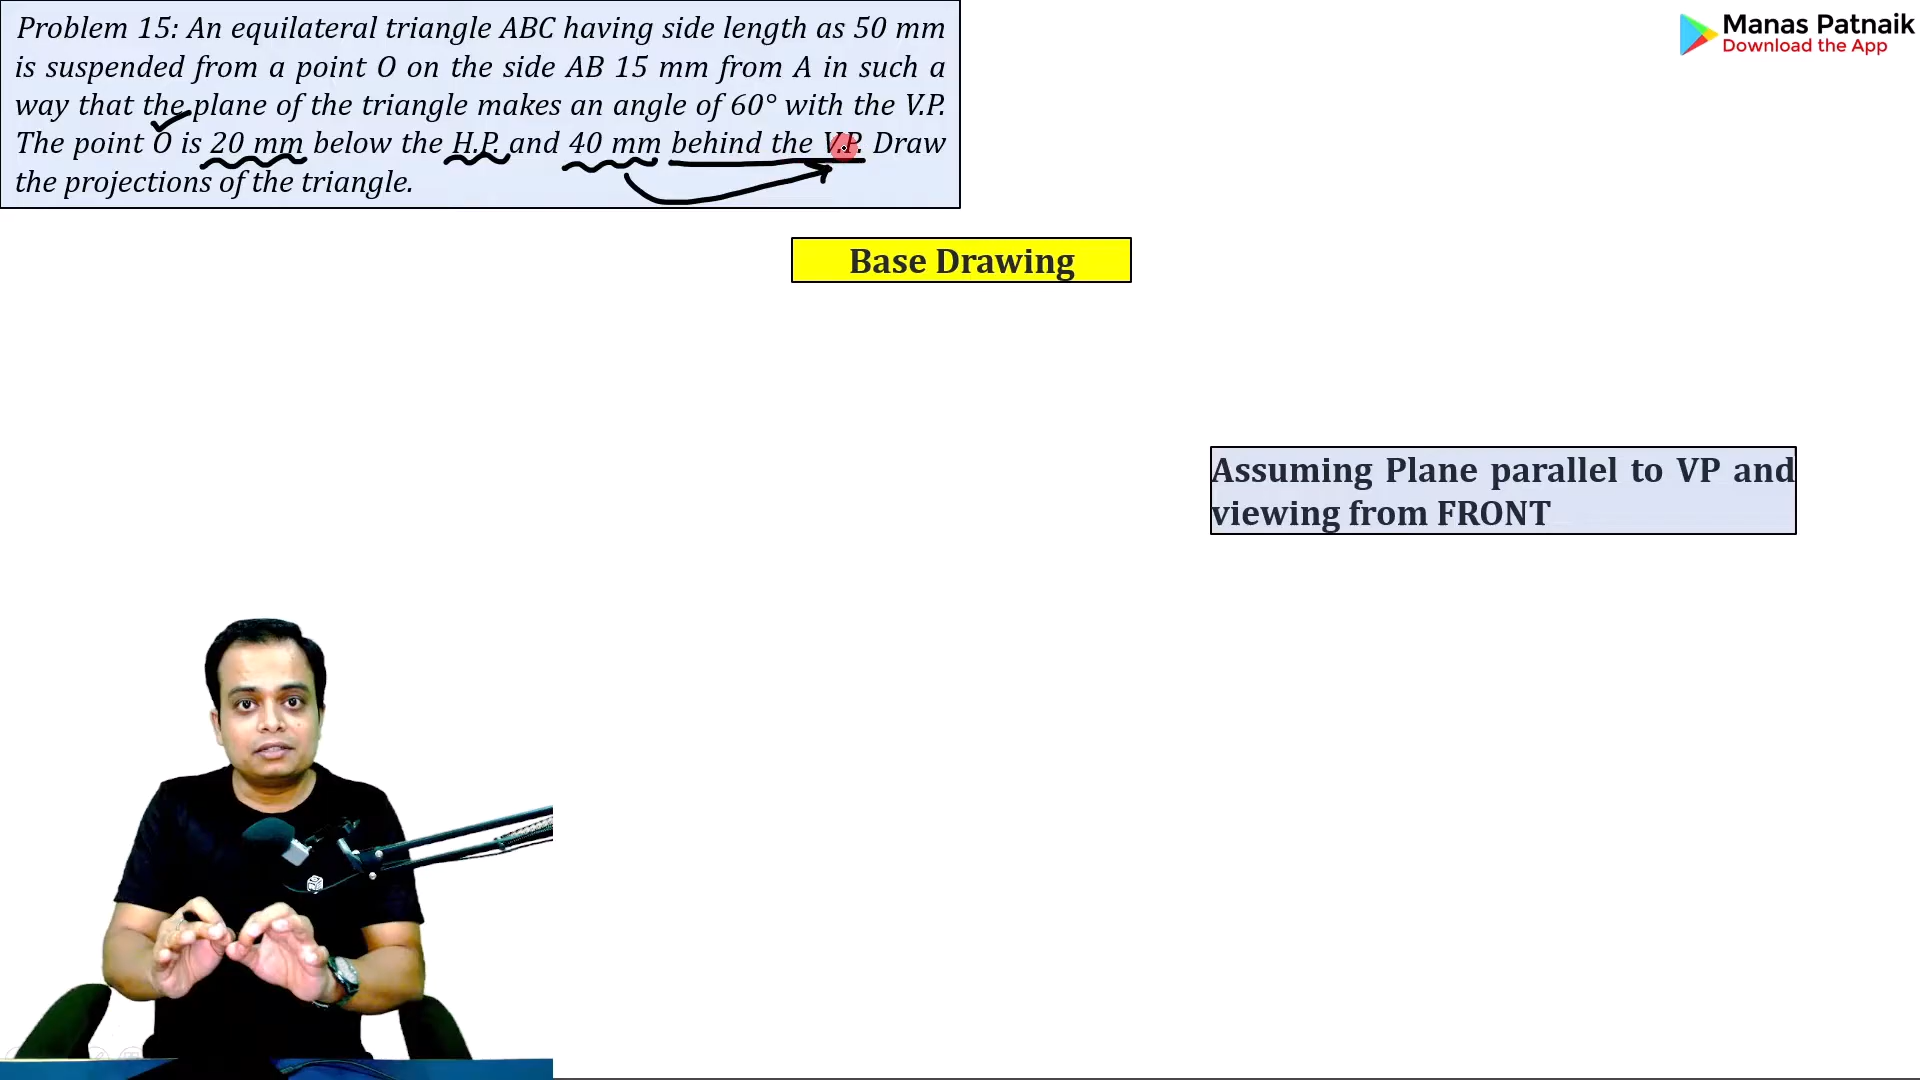 Problem 15: An equilateral triangle ABC having side length as 50 mm
is suspended from a point O on the side AB 15 mm from A in such a
way that the plane of the triangle makes an angle of 60° with the V.P.
The point O is 20 mm below the H.P. and 40 mm behind the V.P. Draw
the projections of the triangle.
Manas Patnaik
Download the App
Base Drawing
Assuming Plane parallel to VP and
viewing from FRONT